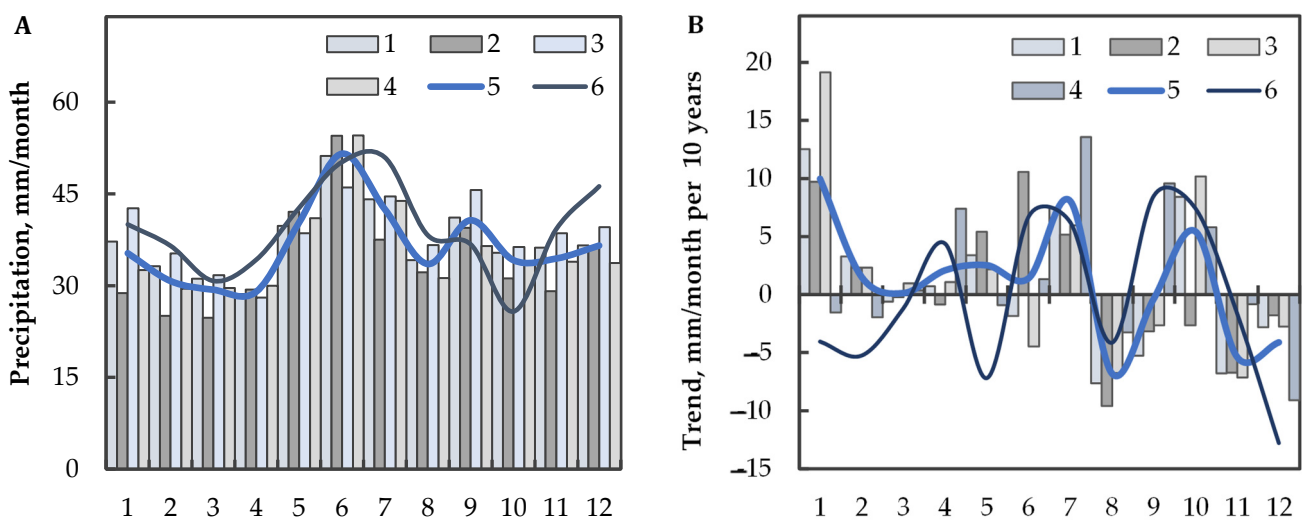 A
Precipitation, mm/month
1 2 3
4 5 6
60
45
30
15
0
1 2 3 4 5 6 7 8 9 10 11 12
B
Trend, mm/month per 10 years
1 2 3
4 5 6
20
15
10
5
0
–5
–10
–15
1 2 3 4 5 6 7 8 9 10 11 12